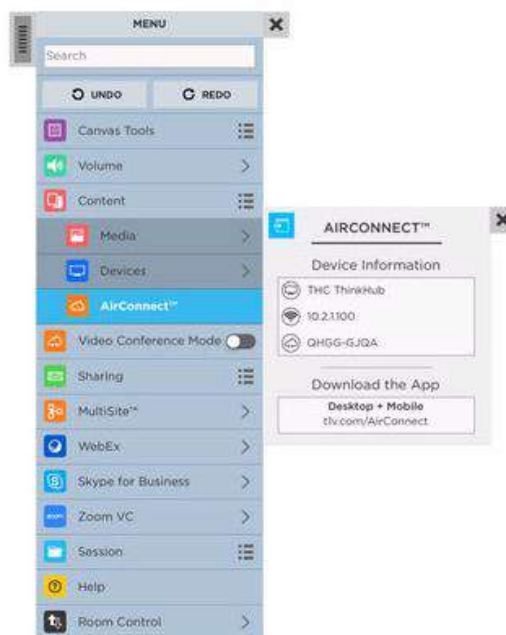 MENU
Search
UNDO
REDO
Canvas Tools
Volume
Content
Media
Devices
AirConnect™
Video Conference Mode
Sharing
MultiSite™
WebEx
Skype for Business
Zoom VC
Session
Help
Room Control
AIRCONNECT™
Device Information
THC ThinkHub
10.2.1.100
QHGG-GJQA
Download the App
Desktop + Mobile
tlv.com/AirConnect